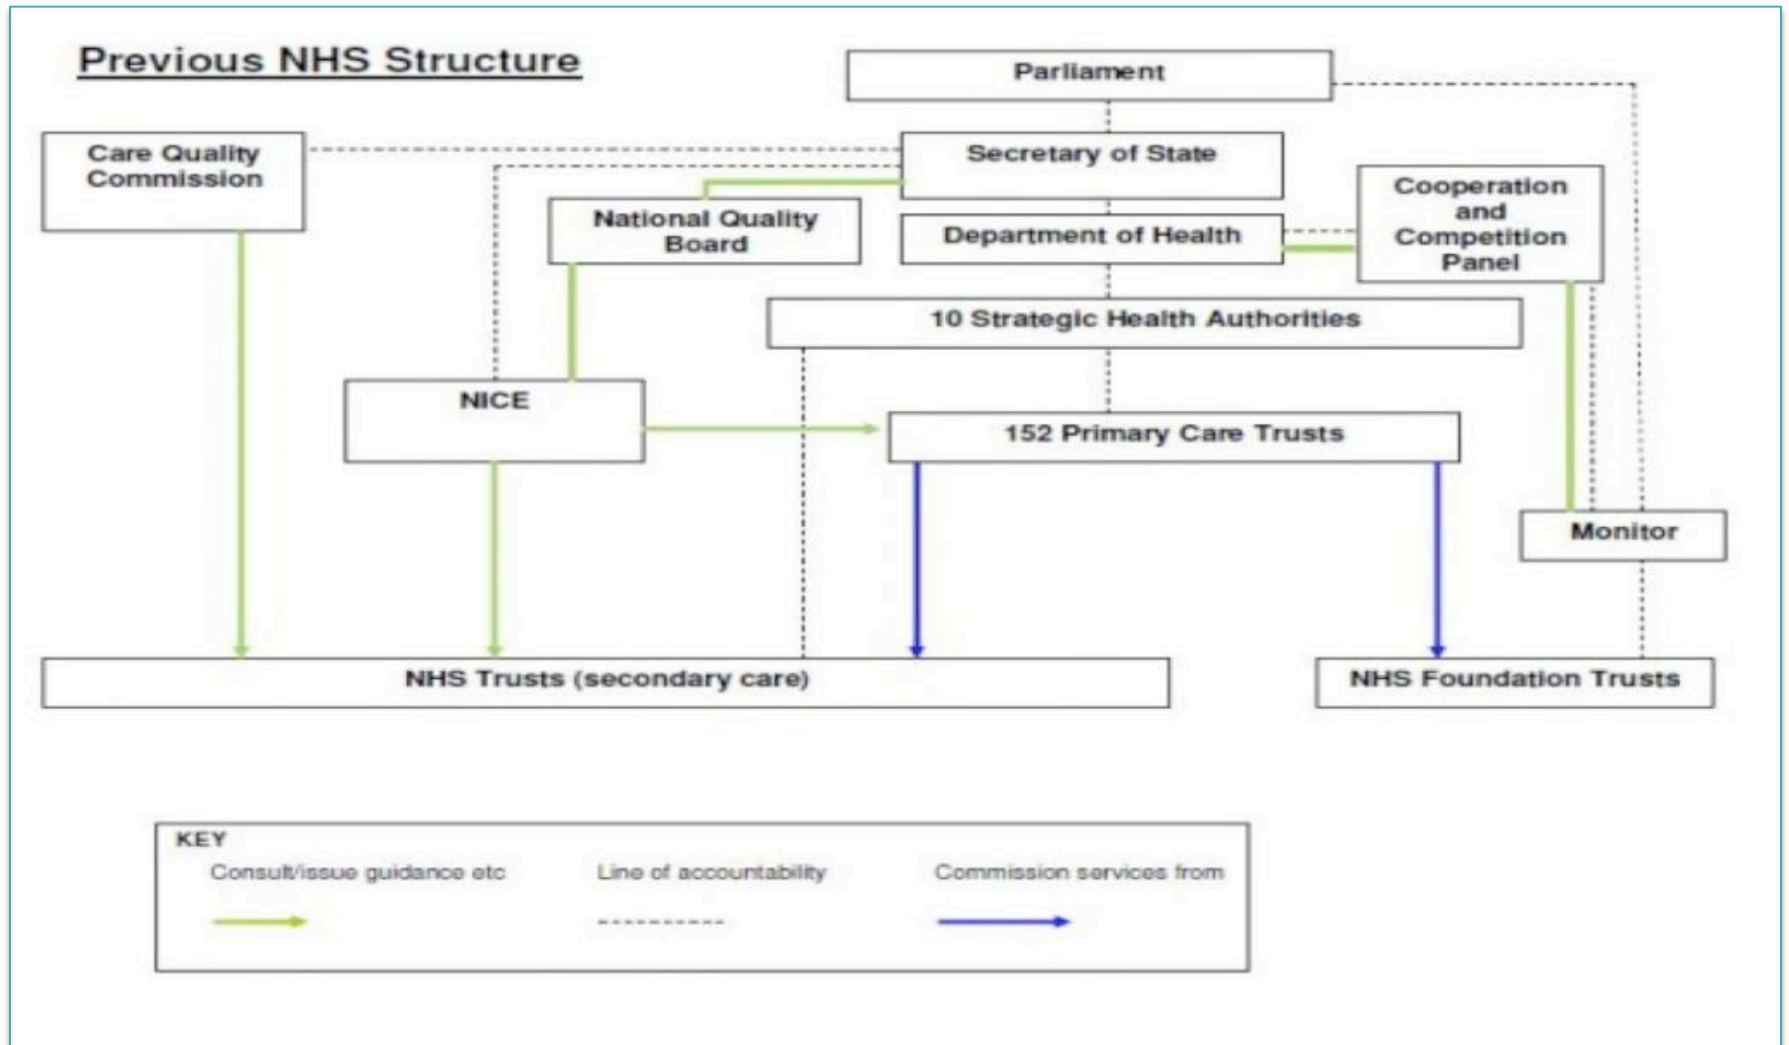 Previous NHS Structure
Parliament
Care Quality
Commission
Secretary of State
Cooperation
and
Competition
Panel
National Quality
Board
Department of Health
10 Strategic Health Authorities
NICE
152 Primary Care Trusts
Monitor
NHS Trusts (secondary care)
NHS Foundation Trusts
KEY
Consult/issue guidance etc
Line of accountability
Commission services from